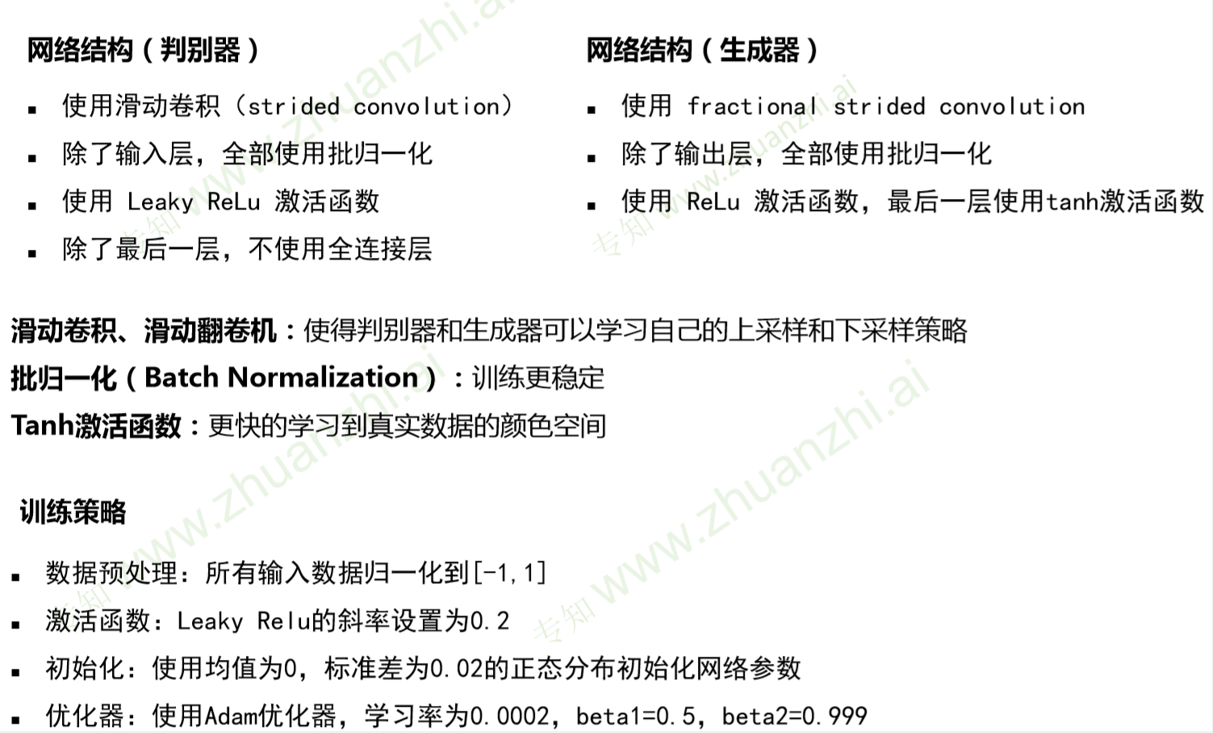 网络结构（判别器）
▪ 使用滑动卷积（strided convolution）
▪ 除了输入层，全部使用批归一化
▪ 使用 Leaky ReLu 激活函数
▪ 除了最后一层，不使用全连接层
网络结构（生成器）
▪ 使用 fractional strided convolution
▪ 除了输出层，全部使用批归一化
▪ 使用 ReLu 激活函数，最后一层使用tanh激活函数
滑动卷积、滑动翻卷机：使得判别器和生成器可以学习自己的上采样和下采样策略
批归一化（Batch Normalization）：训练更稳定
Tanh激活函数：更快的学习到真实数据的颜色空间
训练策略
▪ 数据预处理：所有输入数据归一化到[-1,1]
▪ 激活函数：Leaky Relu的斜率设置为0.2
▪ 初始化：使用均值为0，标准差为0.02的正态分布初始化网络参数
▪ 优化器：使用Adam优化器，学习率为0.0002，beta1=0.5，beta2=0.999
专知 www.zhuanzhi.ai
专知 www.zhuanzhi.ai
专知 www.zhuanzhi.ai
专知 www.zhuanzhi.ai